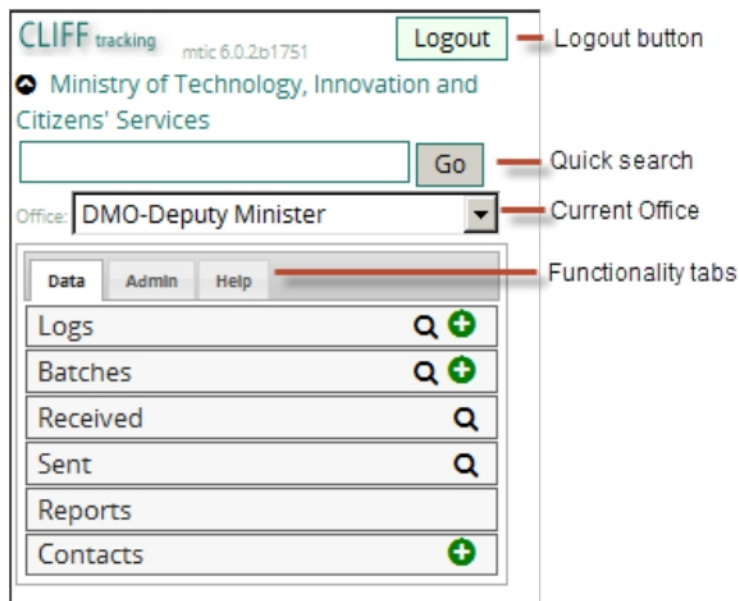 CLIFF tracking mtic 6.0.2b1751 Logout Logout button
Ministry of Technology, Innovation and
Citizens' Services
Go Quick search
Office: DMO-Deputy Minister Current Office
Functionality tabs
Data Admin Help
Logs
Batches
Received
Sent
Reports
Contacts